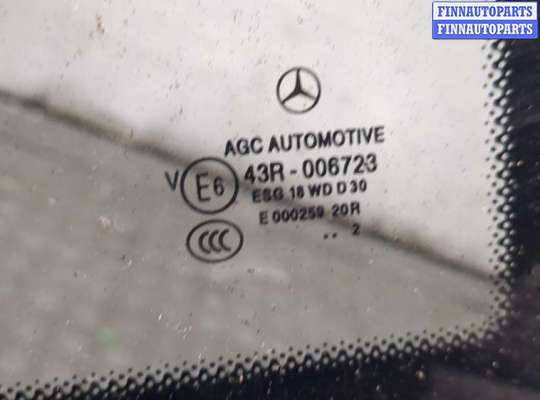 FINNAUTOPARTS
FINNAUTOPARTS
AGC AUTOMOTIVE
43R - 006723
V E6
ESG 18 WD D 30
E 000259 20R
CCC
.. 2